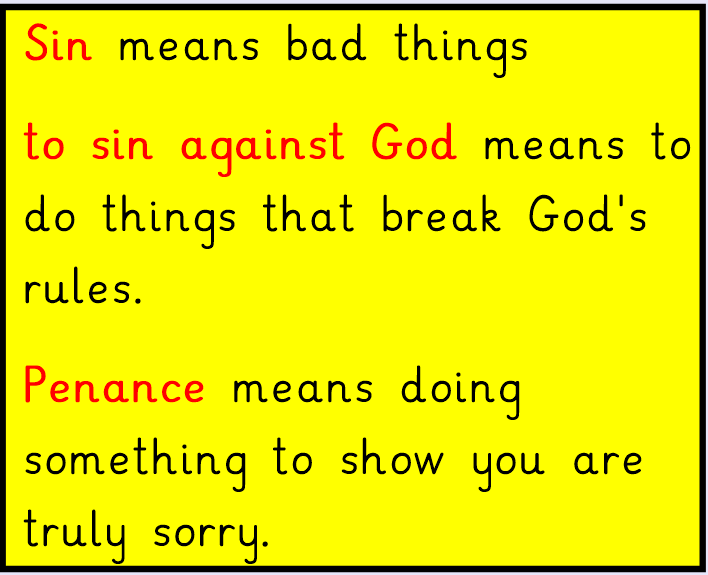 Sin means bad things
to sin against God means to
do things that break God's
rules.
Penance means doing
something to show you are
truly sorry.